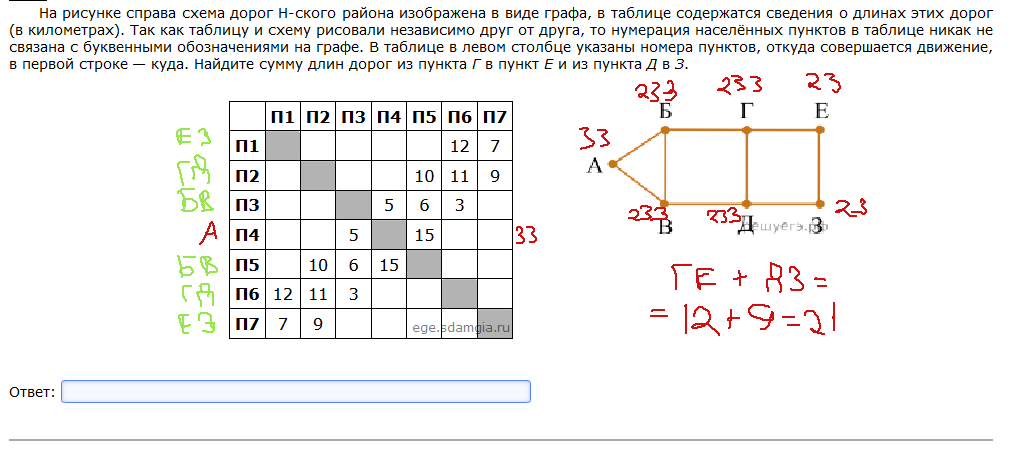 На рисунке справа схема дорог Н-ского района изображена в виде графа, в таблице содержатся сведения о длинах этих дорог
(в километрах). Так как таблицу и схему рисовали независимо друг от друга, то нумерация населённых пунктов в таблице никак не
связана с буквенными обозначениями на графе. В таблице в левом столбце указаны номера пунктов, откуда совершается движение,
в первой строке — куда. Найдите сумму длин дорог из пункта Г в пункт Е и из пункта Д в З.
П1 П2 П3 П4 П5 П6 П7
ЕЗ П1 12 7
ГД П2 10 11 9
БВ П3 5 6 3
А П4 5 15 33
БВ П5 10 6 15
ГД П6 12 11 3
ЕЗ П7 7 9
ege.sdamgia.ru
233 233 23
Б Г Е
33
А
233 233 23
В Д З
решуегэ.рф
ГЕ + ДЗ =
= 12 + 9 = 21
Ответ: